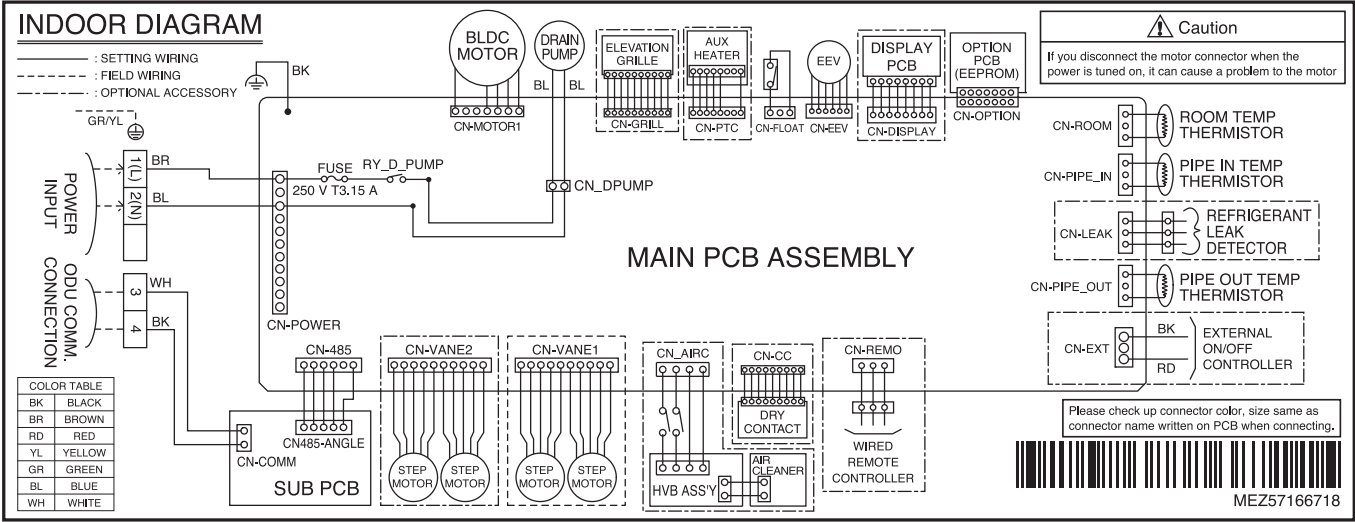 INDOOR DIAGRAM
: SETTING WIRING
: FIELD WIRING
: OPTIONAL ACCESSORY
GR/YL
BK
BLDC
MOTOR
CN-MOTOR1
DRAIN
PUMP
BL
BL
ELEVATION
GRILLE
CN-GRILL
AUX
HEATER
CN-PTC
CN-FLOAT
EEV
CN-EEV
DISPLAY
PCB
CN-DISPLAY
OPTION
PCB
(EEPROM)
CN-OPTION
Caution
If you disconnect the motor connector when the
power is tuned on, it can cause a problem to the motor
POWER
INPUT
1(L)
2(N)
BR
BL
FUSE
250 V T3.15 A
RY_D_PUMP
CN_DPUMP
CN-POWER
MAIN PCB ASSEMBLY
CN-ROOM
ROOM TEMP
THERMISTOR
CN-PIPE_IN
PIPE IN TEMP
THERMISTOR
CN-LEAK
REFRIGERANT
LEAK
DETECTOR
CN-PIPE_OUT
PIPE OUT TEMP
THERMISTOR
CN-EXT
BK
RD
EXTERNAL
ON/OFF
CONTROLLER
ODU COMM.
CONNECTION
3
4
WH
BK
COLOR TABLE
BK BLACK
BR BROWN
RD RED
YL YELLOW
GR GREEN
BL BLUE
WH WHITE
CN-485
CN485-ANGLE
CN-COMM
SUB PCB
CN-VANE2
STEP
MOTOR
STEP
MOTOR
CN-VANE1
STEP
MOTOR
STEP
MOTOR
CN_AIRC
HVB ASS'Y
AIR
CLEANER
CN-CC
DRY
CONTACT
CN-REMO
WIRED
REMOTE
CONTROLLER
Please check up connector color, size same as
connector name written on PCB when connecting.
MEZ57166718